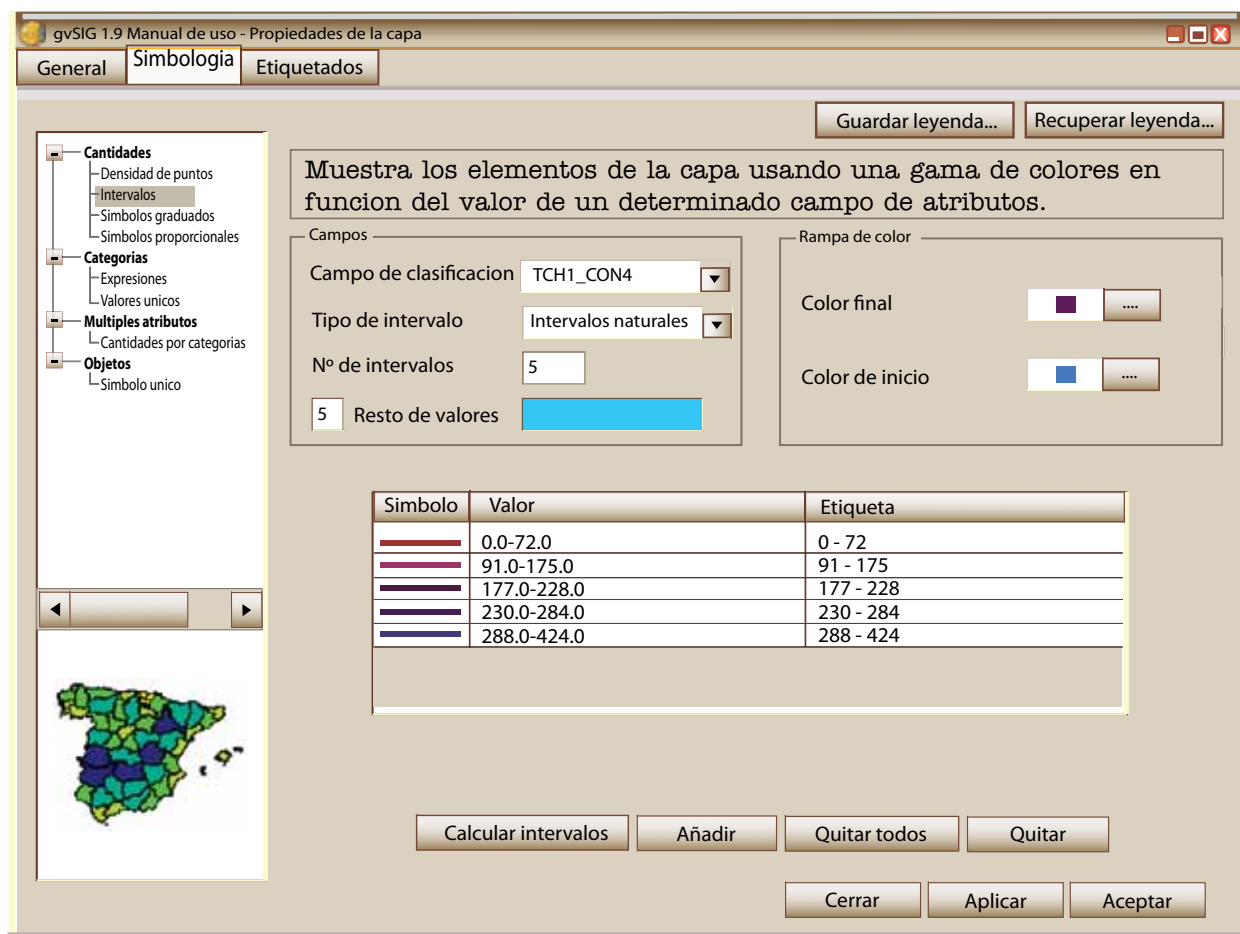 gvSIG 1.9 Manual de uso - Propiedades de la capa
General Simbologia Etiquetados
Guardar leyenda... Recuperar leyenda...
Cantidades
Densidad de puntos
Intervalos
Simbolos graduados
Simbolos proporcionales
Categorias
Expresiones
Valores unicos
Multiples atributos
Cantidades por categorias
Objetos
Simbolo unico
Muestra los elementos de la capa usando una gama de colores en
funcion del valor de un determinado campo de atributos.
Campos
Campo de clasificacion TCH1_CON4
Tipo de intervalo Intervalos naturales
Nº de intervalos 5
5 Resto de valores
Rampa de color
Color final ....
Color de inicio ....
Simbolo Valor Etiqueta
0.0-72.0 0 - 72
91.0-175.0 91 - 175
177.0-228.0 177 - 228
230.0-284.0 230 - 284
288.0-424.0 288 - 424
Calcular intervalos Añadir Quitar todos Quitar
Cerrar Aplicar Aceptar